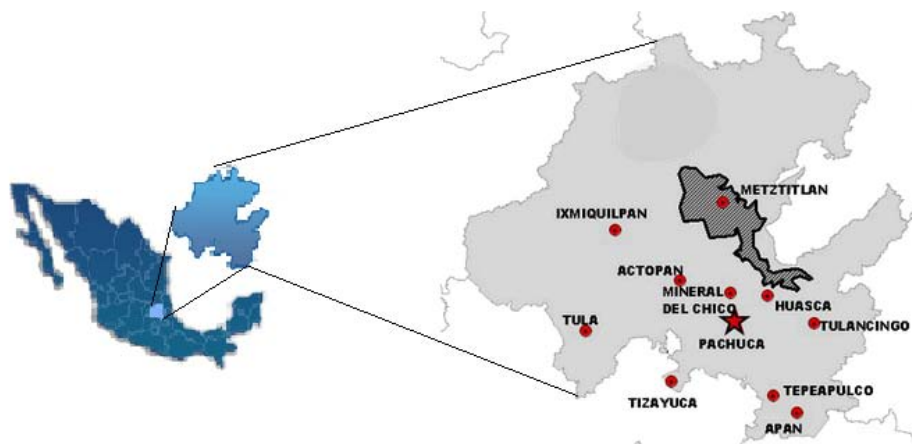 METZTITLAN
IXMIQUILPAN
ACTOPAN
MINERAL
DEL CHICO
HUASCA
TULA
TULANCINGO
PACHUCA
TIZAYUCA
TEPEAPULCO
APAN